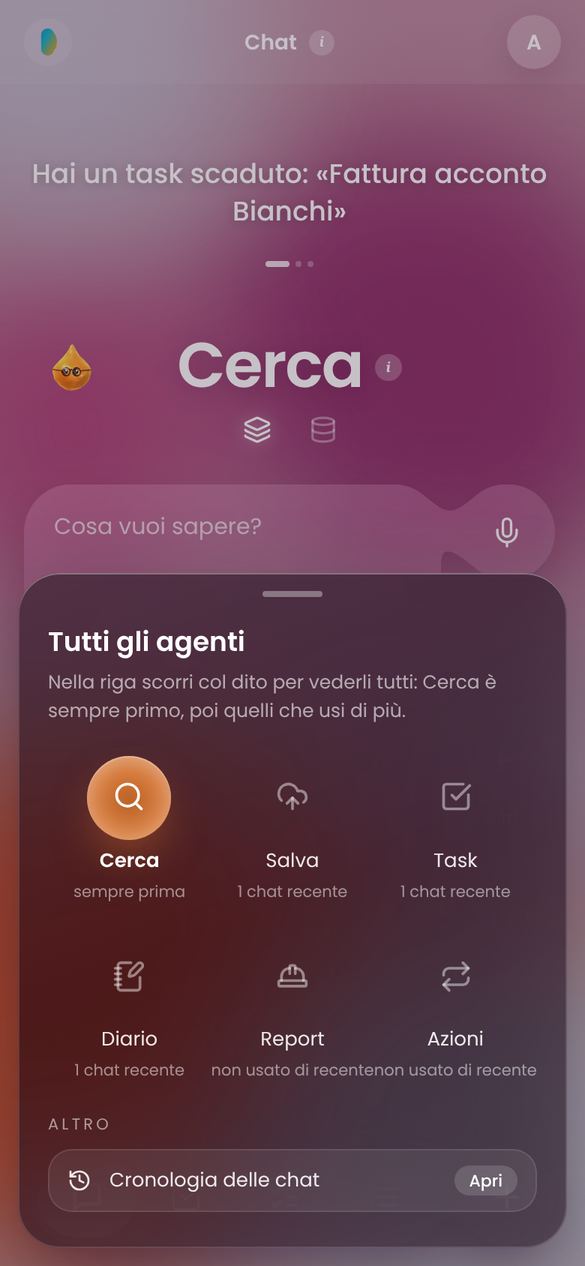 Chat i
A
Hai un task scaduto: «Fattura acconto
Bianchi»
Cerca i
Cosa vuoi sapere?
Tutti gli agenti
Nella riga scorri col dito per vederli tutti: Cerca è
sempre primo, poi quelli che usi di più.
Cerca
sempre prima
Salva
1 chat recente
Task
1 chat recente
Diario
1 chat recente
Report
non usato di recente
Azioni
non usato di recente
ALTRO
Cronologia delle chat
Apri